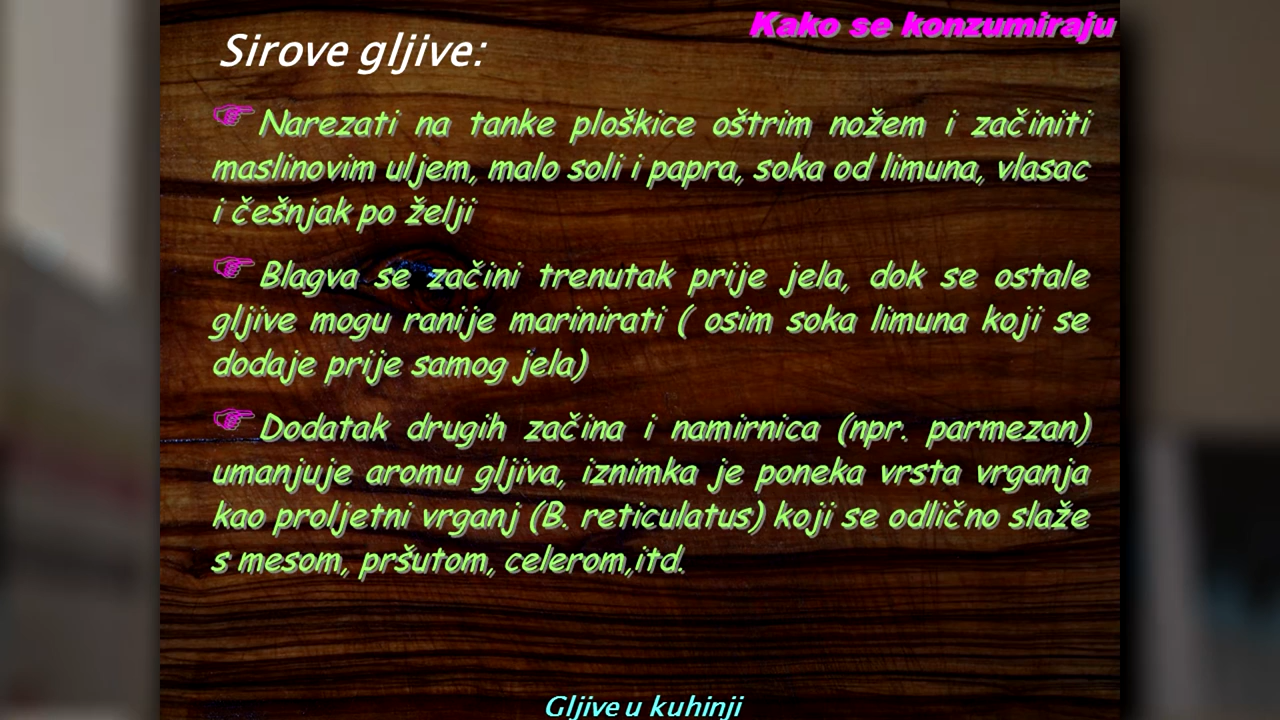 Kako se konzumiraju
Sirove gljive:
Narezati na tanke ploškice oštrim nožem i začiniti
maslinovim uljem, malo soli i papra, soka od limuna, vlasac
i češnjak po želji
Blagva se začini trenutak prije jela, dok se ostale
gljive mogu ranije marinirati ( osim soka limuna koji se
dodaje prije samog jela)
Dodatak drugih začina i namirnica (npr. parmezan)
umanjuje aromu gljiva, iznimka je poneka vrsta vrganja
kao proljetni vrganj (B. reticulatus) koji se odlično slaže
s mesom, pršutom, celerom,itd.
Gljive u kuhinji